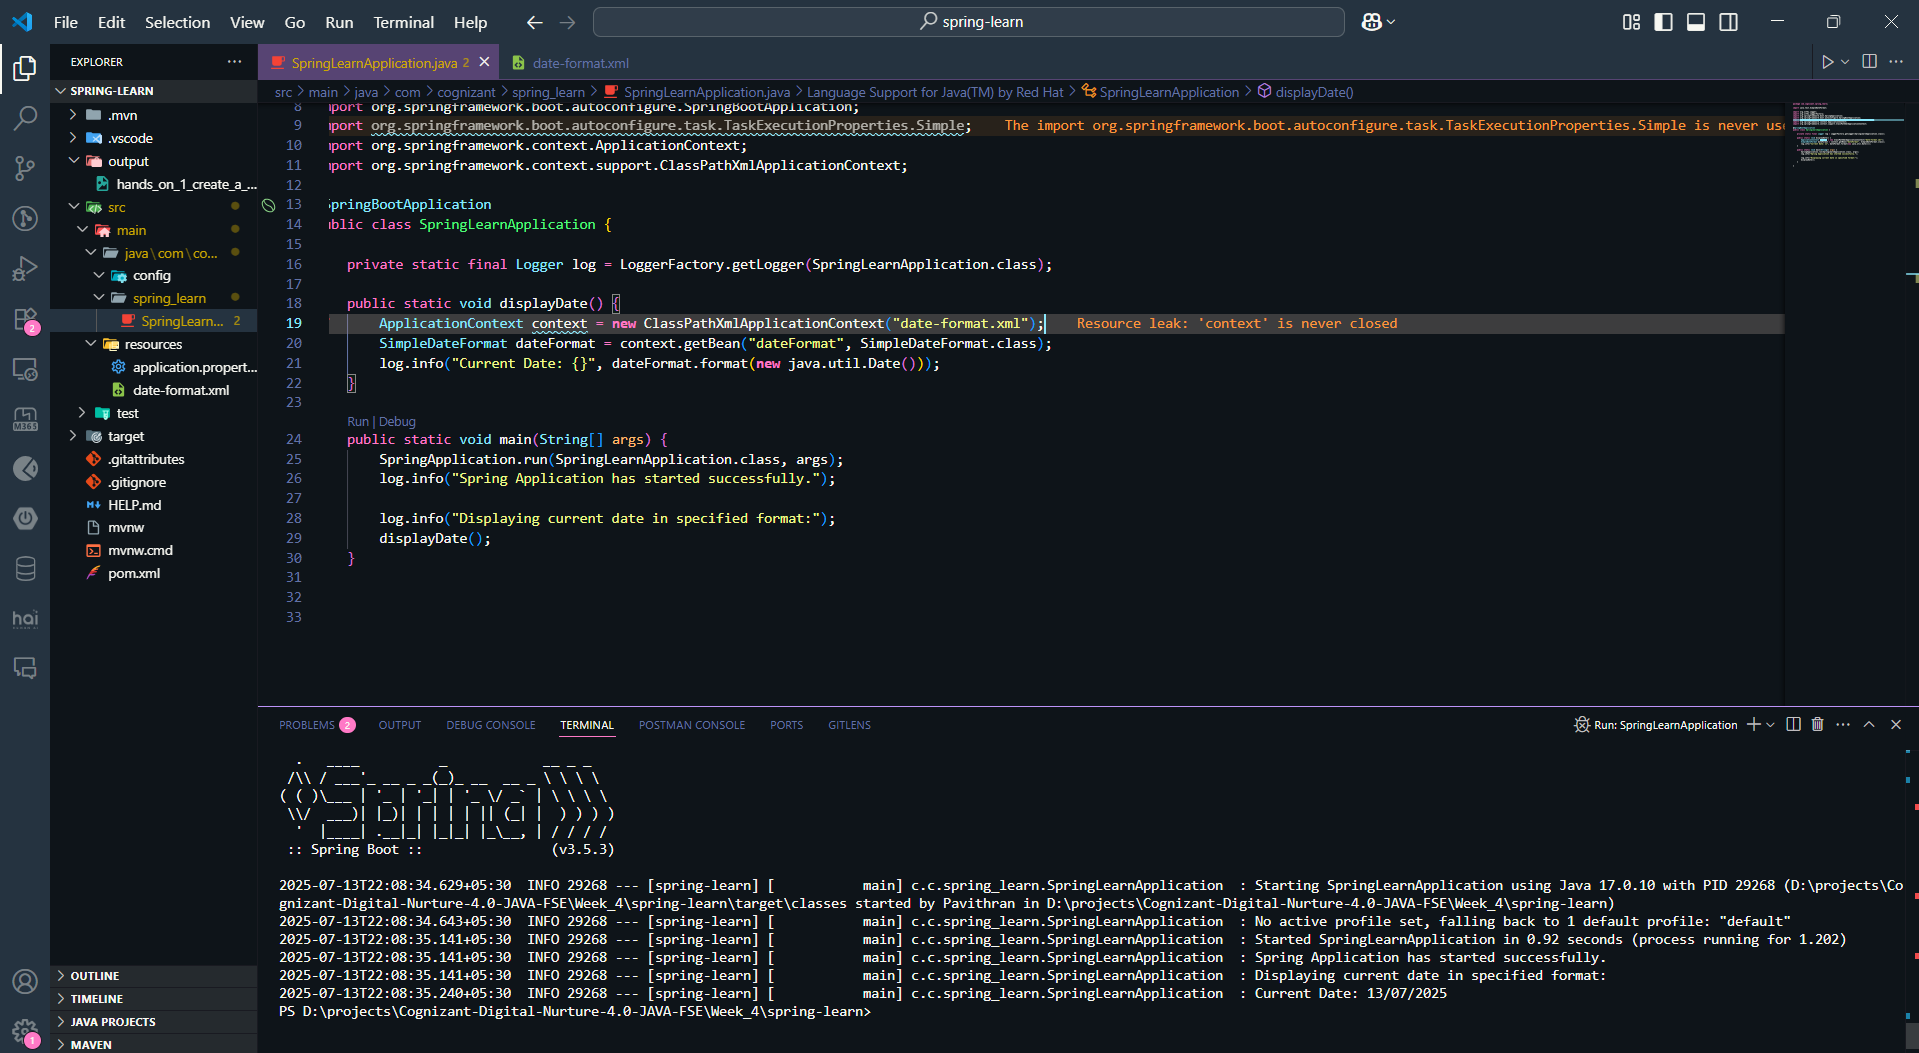 File Edit Selection View Go Run Terminal Help
spring-learn
EXPLORER
SPRING-LEARN
.mvn
.vscode
output
hands_on_1_create_a_...
src
main
java\com\co...
config
spring_learn
SpringLearn... 2
resources
application.propert...
date-format.xml
test
target
.gitattributes
.gitignore
HELP.md
mvnw
mvnw.cmd
pom.xml
OUTLINE
TIMELINE
JAVA PROJECTS
MAVEN
2
M365
hai
HUMAN AI
1
SpringLearnApplication.java 2
date-format.xml
src > main > java > com > cognizant > spring_learn > SpringLearnApplication.java > Language Support for Java(TM) by Red Hat > SpringLearnApplication > displayDate()
8 port org.springframework.boot.autoconfigure.SpringBootApplication;
9 port org.springframework.boot.autoconfigure.task.TaskExecutionProperties.Simple; The import org.springframework.boot.autoconfigure.task.TaskExecutionProperties.Simple is never use
10 port org.springframework.context.ApplicationContext;
11 port org.springframework.context.support.ClassPathXmlApplicationContext;
12
13 SpringBootApplication
14 ublic class SpringLearnApplication {
15
16 private static final Logger log = LoggerFactory.getLogger(SpringLearnApplication.class);
17
18 public static void displayDate() {
19 ApplicationContext context = new ClassPathXmlApplicationContext("date-format.xml"); Resource leak: 'context' is never closed
20 SimpleDateFormat dateFormat = context.getBean("dateFormat", SimpleDateFormat.class);
21 log.info("Current Date: {}", dateFormat.format(new java.util.Date()));
22 }
23
Run | Debug
24 public static void main(String[] args) {
25 SpringApplication.run(SpringLearnApplication.class, args);
26 log.info("Spring Application has started successfully.");
27
28 log.info("Displaying current date in specified format:");
29 displayDate();
30 }
31
32
33
PROBLEMS 2 OUTPUT DEBUG CONSOLE TERMINAL POSTMAN CONSOLE PORTS GITLENS
Run: SpringLearnApplication
:: Spring Boot :: (v3.5.3)
2025-07-13T22:08:34.629+05:30 INFO 29268 --- [spring-learn] [ main] c.c.spring_learn.SpringLearnApplication : Starting SpringLearnApplication using Java 17.0.10 with PID 29268 (D:\projects\Co
gnizant-Digital-Nurture-4.0-JAVA-FSE\Week_4\spring-learn\target\classes started by Pavithran in D:\projects\Cognizant-Digital-Nurture-4.0-JAVA-FSE\Week_4\spring-learn)
2025-07-13T22:08:34.643+05:30 INFO 29268 --- [spring-learn] [ main] c.c.spring_learn.SpringLearnApplication : No active profile set, falling back to 1 default profile: "default"
2025-07-13T22:08:35.141+05:30 INFO 29268 --- [spring-learn] [ main] c.c.spring_learn.SpringLearnApplication : Started SpringLearnApplication in 0.92 seconds (process running for 1.202)
2025-07-13T22:08:35.141+05:30 INFO 29268 --- [spring-learn] [ main] c.c.spring_learn.SpringLearnApplication : Spring Application has started successfully.
2025-07-13T22:08:35.141+05:30 INFO 29268 --- [spring-learn] [ main] c.c.spring_learn.SpringLearnApplication : Displaying current date in specified format:
2025-07-13T22:08:35.240+05:30 INFO 29268 --- [spring-learn] [ main] c.c.spring_learn.SpringLearnApplication : Current Date: 13/07/2025
PS D:\projects\Cognizant-Digital-Nurture-4.0-JAVA-FSE\Week_4\spring-learn>